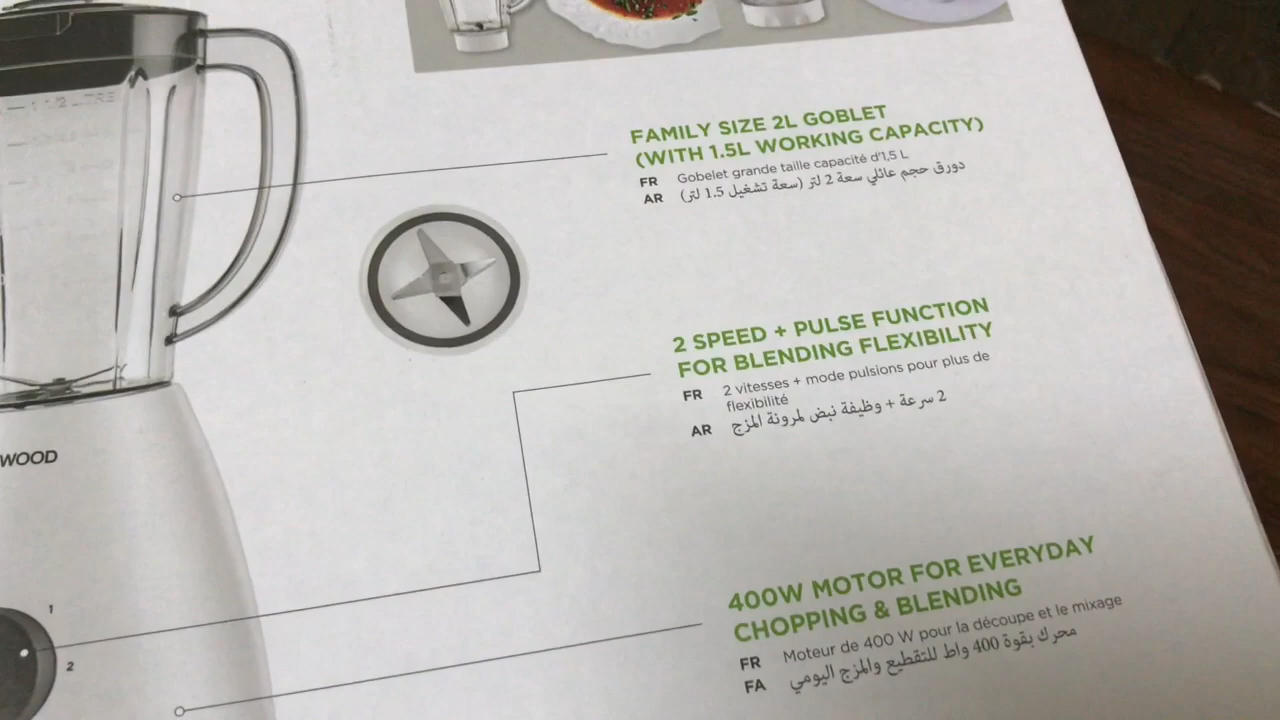 1 1/2 LITRE
FAMILY SIZE 2L GOBLET
(WITH 1.5L WORKING CAPACITY)
FR Gobelet grande taille capacité d'1,5 L
AR دورق حجم عائلي سعة 2 لتر (سعة تشغيل 1.5 لتر)
2 SPEED + PULSE FUNCTION
FOR BLENDING FLEXIBILITY
FR 2 vitesses + mode pulsions pour plus de
flexibilité
AR 2 سرعة + وظيفة نبض لمرونة المزج
WOOD
400W MOTOR FOR EVERYDAY
CHOPPING & BLENDING
FR Moteur de 400 W pour la découpe et le mixage
FA محرك بقوة 400 واط للتقطيع والمزج اليومي
1
2